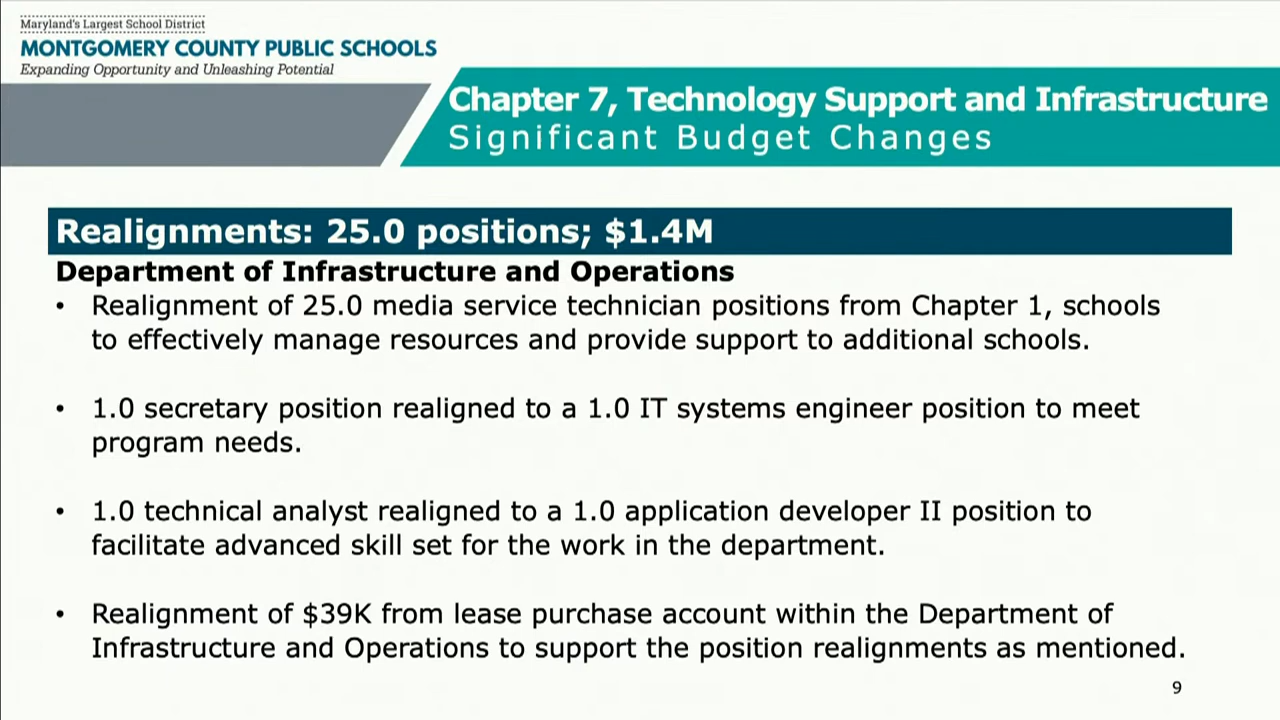 Maryland's Largest School District
MONTGOMERY COUNTY PUBLIC SCHOOLS
Expanding Opportunity and Unleashing Potential
Chapter 7, Technology Support and Infrastructure
Significant Budget Changes
Realignments: 25.0 positions; $1.4M
Department of Infrastructure and Operations
• Realignment of 25.0 media service technician positions from Chapter 1, schools
to effectively manage resources and provide support to additional schools.
• 1.0 secretary position realigned to a 1.0 IT systems engineer position to meet
program needs.
• 1.0 technical analyst realigned to a 1.0 application developer II position to
facilitate advanced skill set for the work in the department.
• Realignment of $39K from lease purchase account within the Department of
Infrastructure and Operations to support the position realignments as mentioned.
9